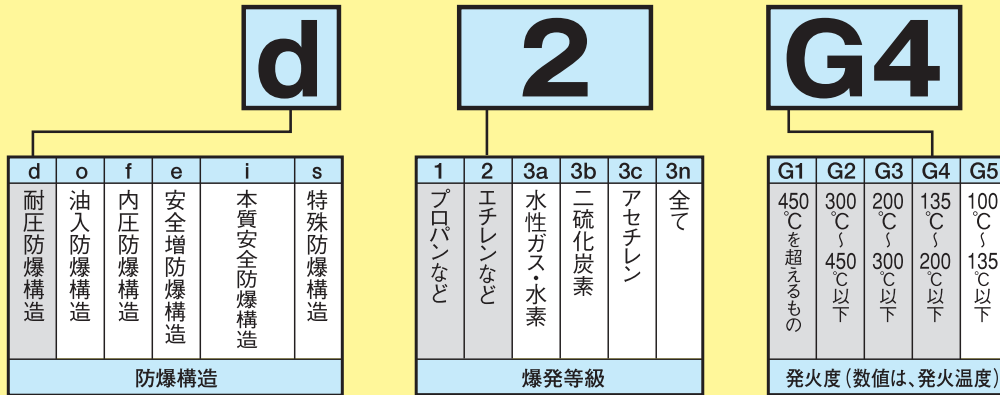 d 2 G4
d o f e i s
耐圧防爆構造 油入防爆構造 内圧防爆構造 安全増防爆構造 本質安全防爆構造 特殊防爆構造
防爆構造
1 2 3a 3b 3c 3n
プロパンなど エチレンなど 水性ガス・水素 二硫化炭素 アセチレン 全て
爆発等級
G1 G2 G3 G4 G5
450℃を超えるもの 300℃〜450℃以下 200℃〜300℃以下 135℃〜200℃以下 100℃〜135℃以下
発火度(数値は、発火温度)